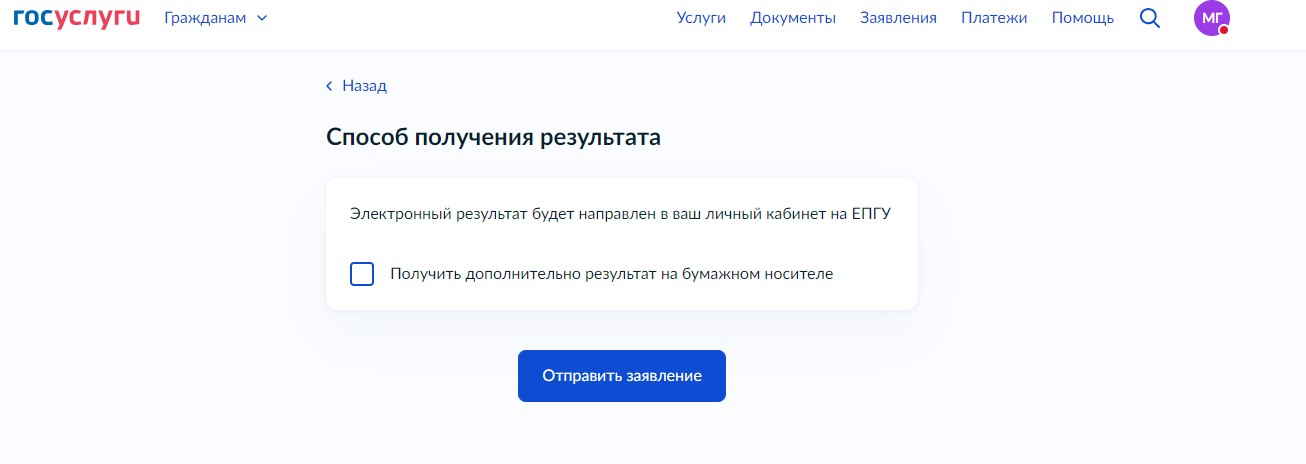 госуслуги Гражданам Услуги Документы Заявления Платежи Помощь МГ
Назад
Способ получения результата
Электронный результат будет направлен в ваш личный кабинет на ЕПГУ
Получить дополнительно результат на бумажном носителе
Отправить заявление